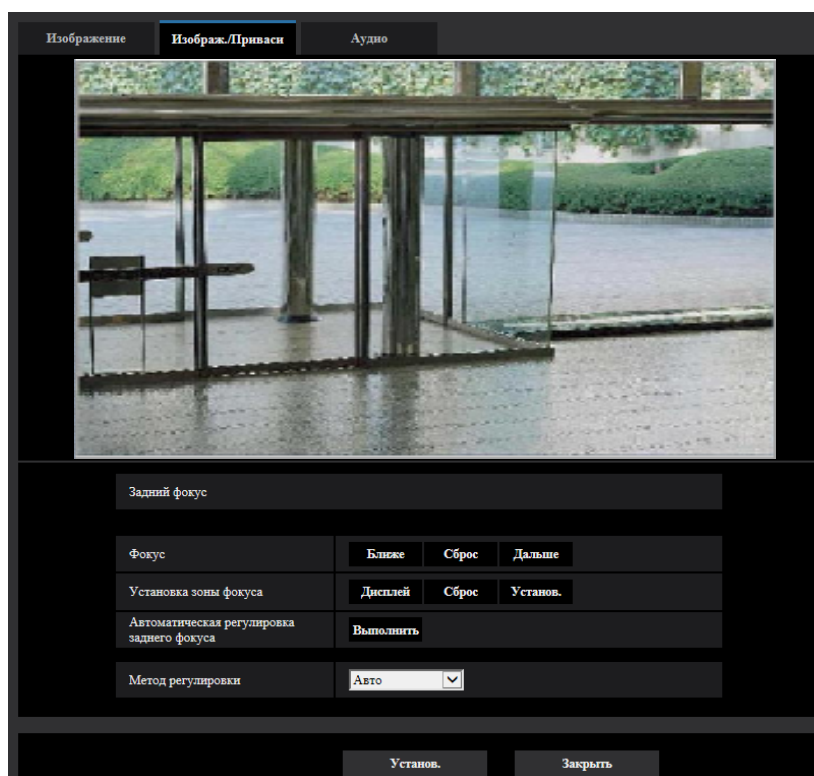 Изображение Изображ./Приваси Аудио
Задний фокус
Фокус Ближе Сброс Дальше
Установка зоны фокуса Дисплей Сброс Установ.
Автоматическая регулировка
заднего фокуса Выполнить
Метод регулировки Авто
Установ. Закрыть